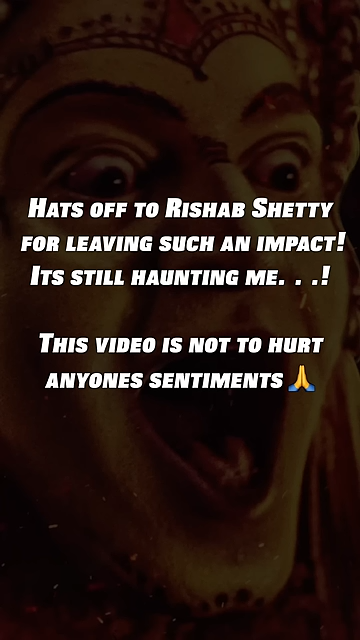 Hats off to Rishab Shetty
for leaving such an impact!
Its still haunting me. . .!
This video is not to hurt
anyones sentiments 🙏